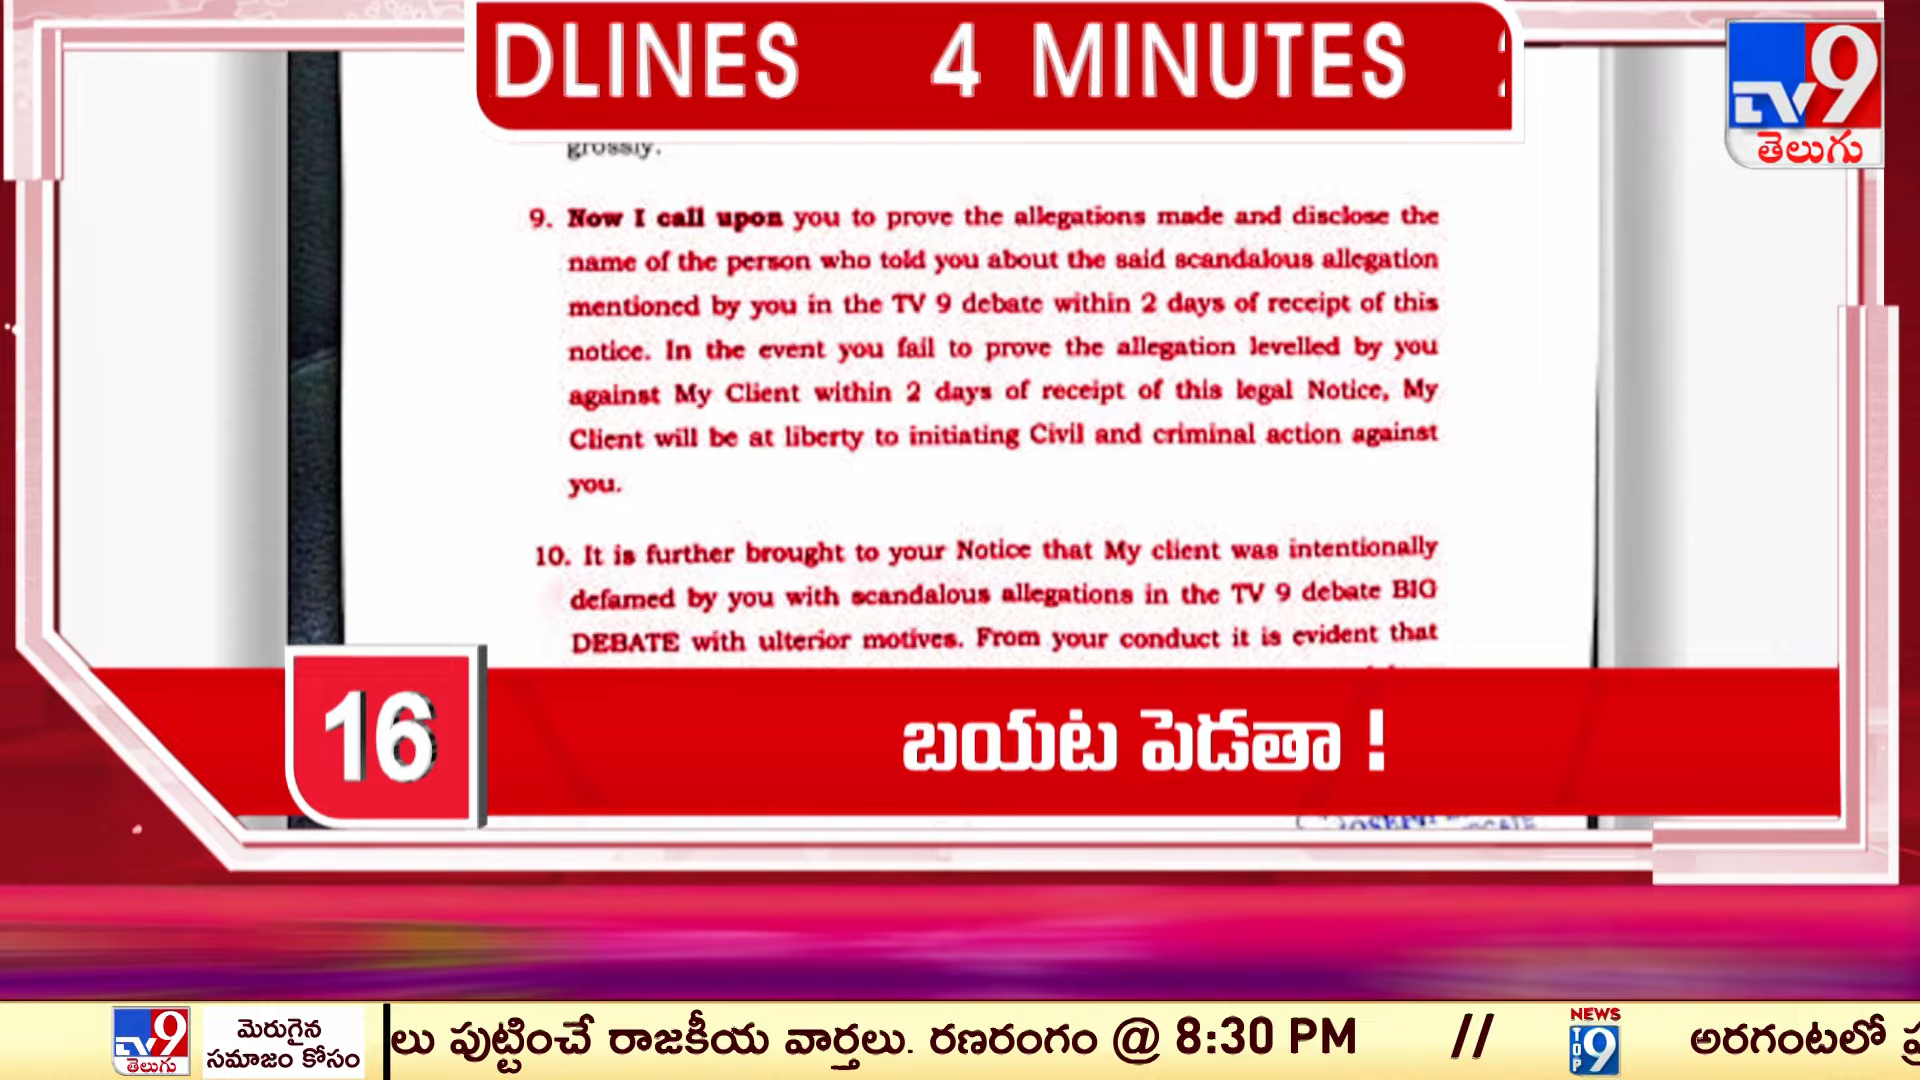 DLINES 4 MINUTES
TV9
తెలుగు
grossly.
9. Now I call upon you to prove the allegations made and disclose the
name of the person who told you about the said scandalous allegation
mentioned by you in the TV 9 debate within 2 days of receipt of this
notice. In the event you fail to prove the allegation levelled by you
against My Client within 2 days of receipt of this legal Notice, My
Client will be at liberty to initiating Civil and criminal action against
you.
10. It is further brought to your Notice that My client was intentionally
defamed by you with scandalous allegations in the TV 9 debate BIG
DEBATE with ulterior motives. From your conduct it is evident that
16 బయట పెడతా !
TV9
తెలుగు
మెరుగైన
సమాజం కోసం
లు పుట్టించే రాజకీయ వార్తలు. రణరంగం @ 8:30 PM // NEWS TOP 9 అరగంటలో